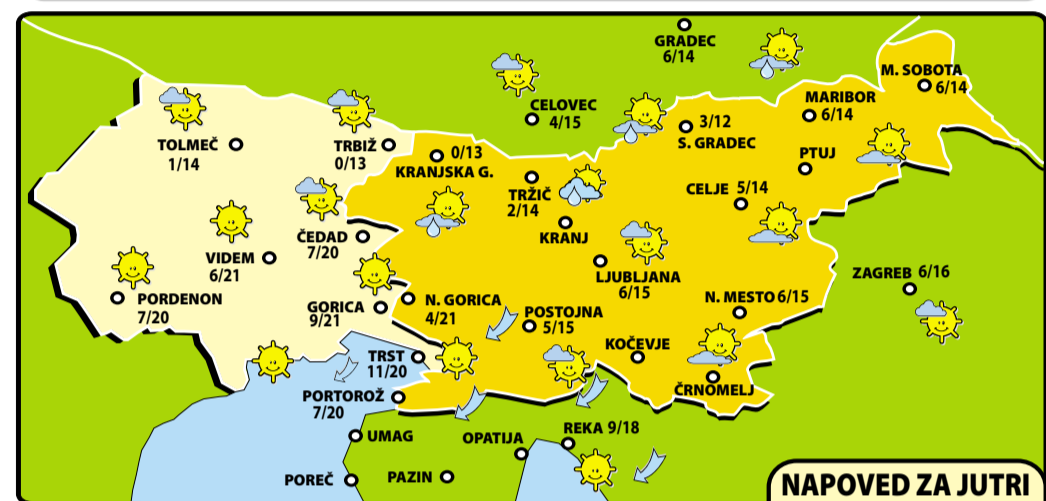 GRADEC
6/14
M. SOBOTA
6/14
CELOVEC
4/15
MARIBOR
6/14
3/12
S. GRADEC
TOLMEČ
1/14
TRBIŽ
0/13
0/13
KRANJSKA G.
PTUJ
TRŽIČ
2/14
CELJE 5/14
KRANJ
ČEDAD
7/20
VIDEM
6/21
LJUBLJANA
6/15
ZAGREB 6/16
PORDENON
7/20
GORICA
9/21
N. GORICA
4/21
N. MESTO 6/15
POSTOJNA
5/15
KOČEVJE
TRST
11/20
ČRNOMELJ
PORTOROŽ
7/20
UMAG
OPATIJA
REKA 9/18
POREČ
PAZIN
NAPOVED ZA JUTRI